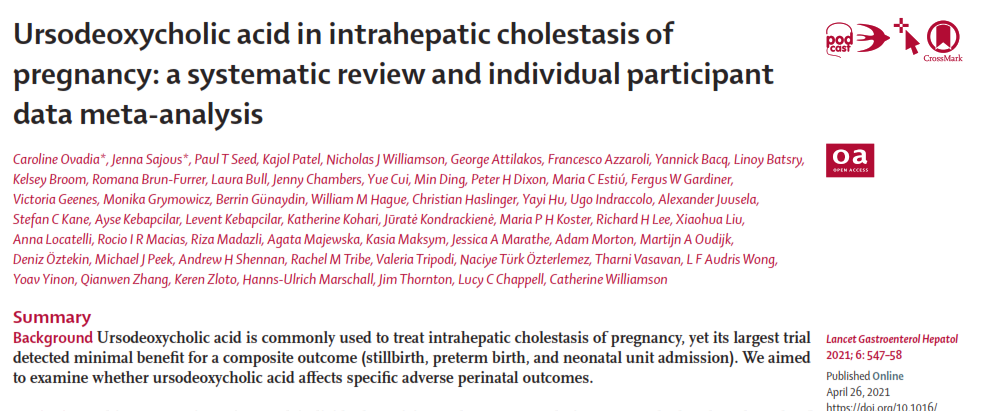 Ursodeoxycholic acid in intrahepatic cholestasis of
pregnancy: a systematic review and individual participant
data meta-analysis
pod
cast
CrossMark
Caroline Ovadia*, Jenna Sajous*, Paul T Seed, Kajol Patel, Nicholas J Williamson, George Attilakos, Francesco Azzaroli, Yannick Bacq, Linoy Batsry,
Kelsey Broom, Romana Brun-Furrer, Laura Bull, Jenny Chambers, Yue Cui, Min Ding, Peter H Dixon, Maria C Estiú, Fergus W Gardiner,
Victoria Geenes, Monika Grymowicz, Berrin Günaydin, William M Hague, Christian Haslinger, Yayi Hu, Ugo Indraccolo, Alexander Juusela,
Stefan C Kane, Ayse Kebapcilar, Levent Kebapcilar, Katherine Kohari, Jūratė Kondrackienė, Maria P H Koster, Richard H Lee, Xiaohua Liu,
Anna Locatelli, Rocio I R Macias, Riza Madazli, Agata Majewska, Kasia Maksym, Jessica A Marathe, Adam Morton, Martijn A Oudijk,
Deniz Öztekin, Michael J Peek, Andrew H Shennan, Rachel M Tribe, Valeria Tripodi, Naciye Türk Özterlemez, Tharni Vasavan, L F Audris Wong,
Yoav Yinon, Qianwen Zhang, Keren Zloto, Hanns-Ulrich Marschall, Jim Thornton, Lucy C Chappell, Catherine Williamson
oa
OPEN ACCESS
Summary
Background Ursodeoxycholic acid is commonly used to treat intrahepatic cholestasis of pregnancy, yet its largest trial
detected minimal benefit for a composite outcome (stillbirth, preterm birth, and neonatal unit admission). We aimed
to examine whether ursodeoxycholic acid affects specific adverse perinatal outcomes.
Lancet Gastroenterol Hepatol
2021; 6: 547–58
Published Online
April 26, 2021
https://doi.org/10.1016/